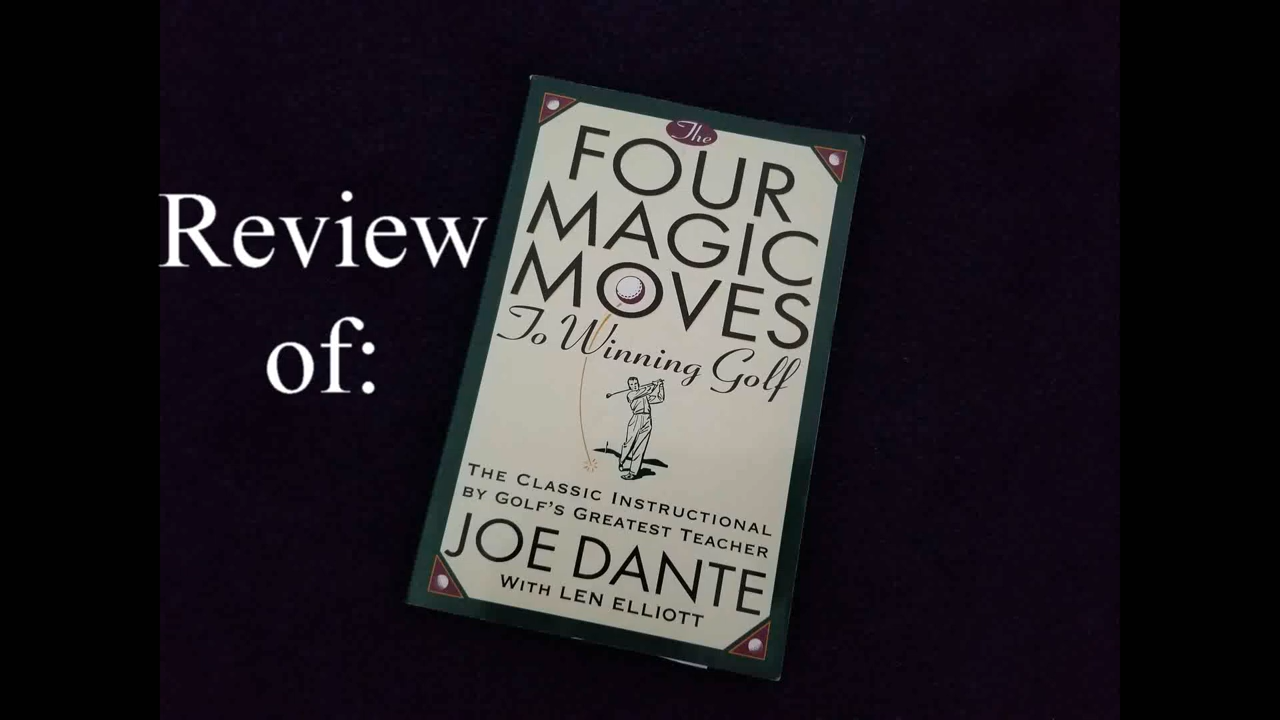 Review
of:
The
FOUR
MAGIC
MOVES
To Winning Golf
THE CLASSIC INSTRUCTIONAL
BY GOLF'S GREATEST TEACHER
JOE DANTE
WITH LEN ELLIOTT